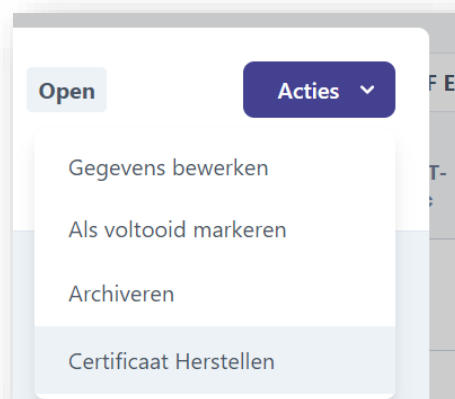 Open
Acties
F E
T-
Gegevens bewerken
Als voltooid markeren
Archiveren
Certificaat Herstellen